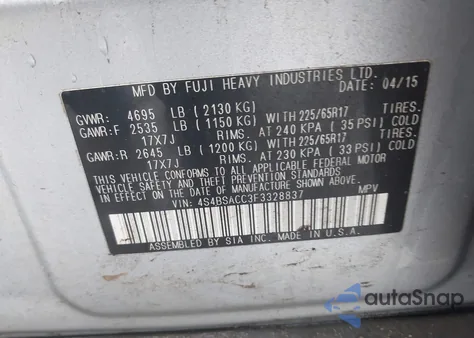 MFD BY FUJI HEAVY INDUSTRIES LTD.
DATE: 04/15
GVWR: 4695 LB (2130 KG)
GAWR:F 2535 LB (1150 KG) WITH 225/65R17 TIRES.
17X7J RIMS. AT 240 KPA (35 PSI) COLD
GAWR:R 2645 LB (1200 KG) WITH 225/65R17 TIRES.
17X7J RIMS. AT 230 KPA (33 PSI) COLD
THIS VEHICLE CONFORMS TO ALL APPLICABLE FEDERAL MOTOR
VEHICLE SAFETY AND BUMPER STANDARDS
IN EFFECT ON THE DATE OF MANUFACTURE SHOWN ABOVE.
VIN: 4S4BSACC3F3328837 MPV
ASSEMBLED BY SIA INC. MADE IN U.S.A.
autoSnap